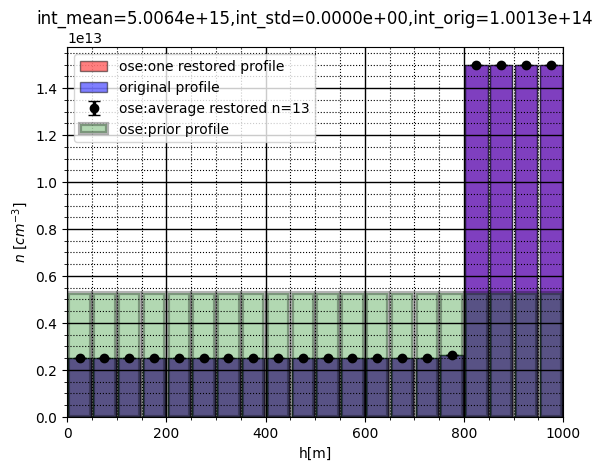 int_mean=5.0064e+15,int_std=0.0000e+00,int_orig=1.0013e+14
1e13
ose:one restored profile
original profile
ose:average restored n=13
ose:prior profile
1.4
1.2
1.0
0.8
0.6
0.4
0.2
0.0
n [cm⁻³]
0 200 400 600 800 1000
h[m]